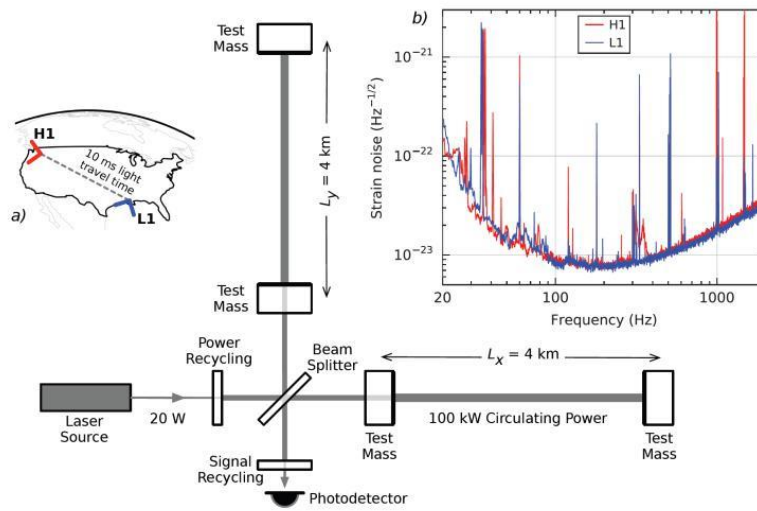 Test
Mass
b)
H1
L1
10⁻²¹
10⁻²²
10⁻²³
Strain noise (Hz⁻¹/²)
20
100
1000
Frequency (Hz)
H1
10 ms light
travel time
L1
a)
Ly = 4 km
Test
Mass
Power
Recycling
Beam
Splitter
Lx = 4 km
Laser
Source
20 W
100 kW Circulating Power
Test
Mass
Test
Mass
Signal
Recycling
Photodetector